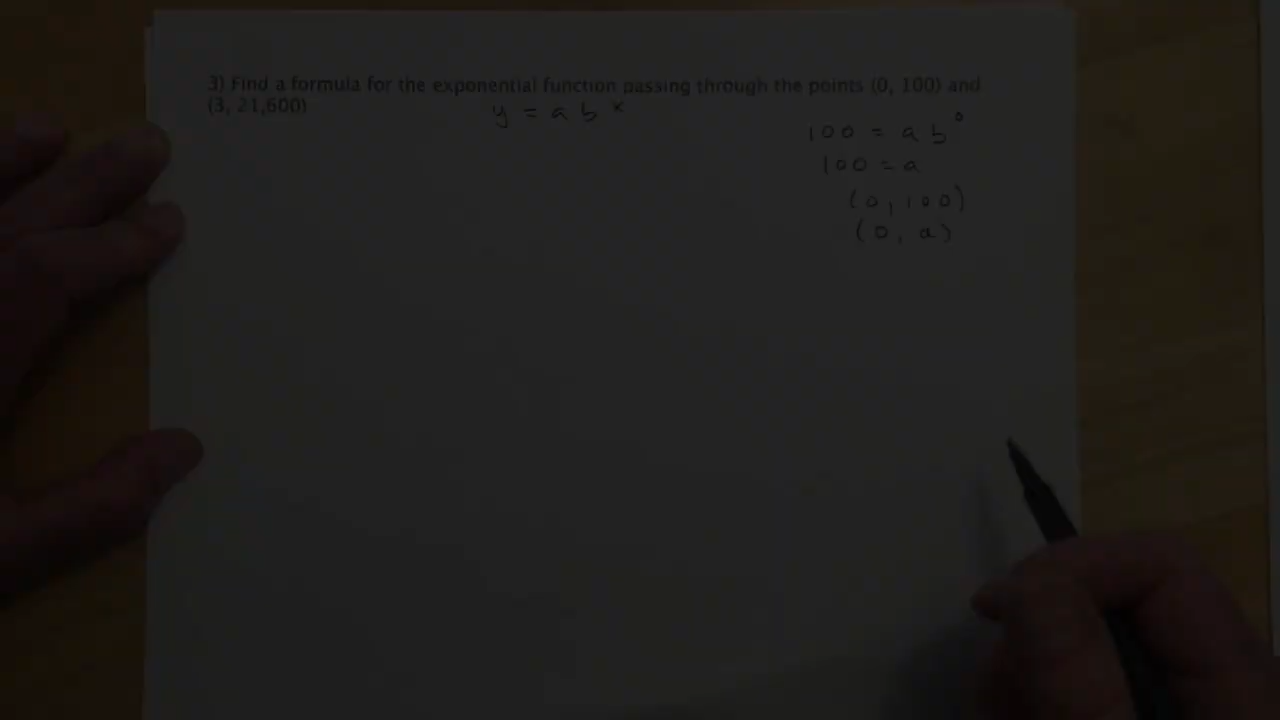 3) Find a formula for the exponential function passing through the points (0, 100) and
(3, 21,600)
y = a b^x
100 = a b^0
100 = a
(0, 100)
(0, a)